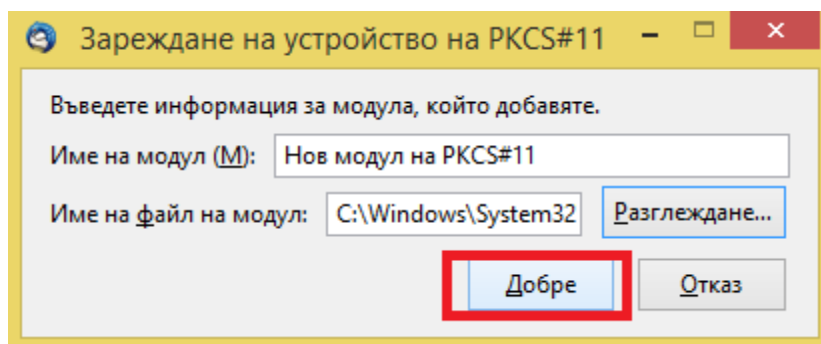 Зареждане на устройство на PKCS#11
Въведете информация за модула, който добавяте.
Име на модул (M): Нов модул на PKCS#11
Име на файл на модул: C:\Windows\System32 Разглеждане...
Добре Отказ